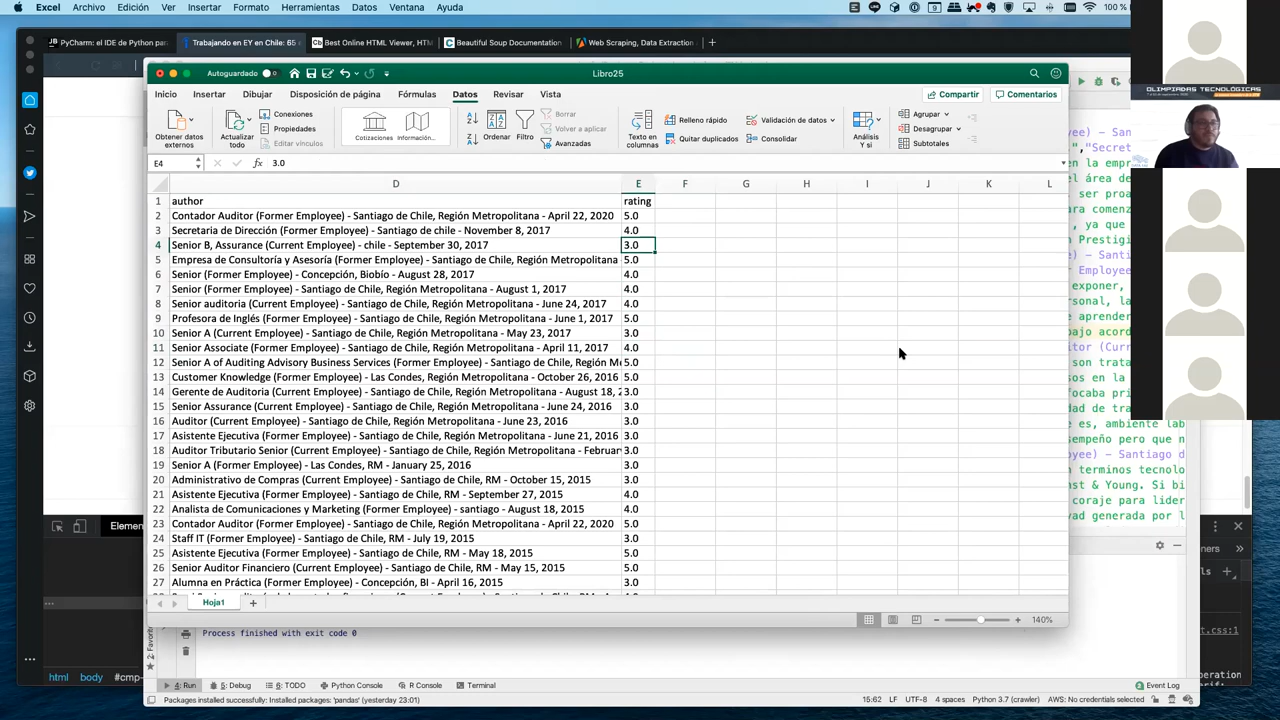 Excel Archivo Edición Ver Insertar Formato Herramientas Datos Ventana Ayuda 9 100 %
PyCharm: el IDE de Python par Trabajando en EY en Chile: 65 Best Online HTML Viewer, HTM Beautiful Soup Documentation Web Scraping, Data Extraction
Autoguardado Libro25
OLIMPIADAS TECNOLÓGICAS
Inicio Insertar Dibujar Disposición de página Fórmulas Datos Revisar Vista Compartir Comentarios
Obtener datos externos
Actualizar todo
Conexiones
Propiedades
Editar vínculos
Cotizaciones Información...
Ordenar Filtro
Borrar
Volver a aplicar
Avanzadas
Texto en columnas
Relleno rápido
Quitar duplicados
Validación de datos
Consolidar
Análisis Y si
Agrupar
Desagrupar
Subtotales
E4 fx 3.0
D E F G H I J K L
1 author rating
2 Contador Auditor (Former Employee) - Santiago de Chile, Región Metropolitana - April 22, 2020 5.0
3 Secretaria de Dirección (Former Employee) - Santiago de chile - November 8, 2017 4.0
4 Senior B, Assurance (Current Employee) - chile - September 30, 2017 3.0
5 Empresa de Consultoría y Asesoría (Former Employee) - Santiago de Chile, Región Metropolitana 5.0
6 Senior (Former Employee) - Concepción, Biobío - August 28, 2017 4.0
7 Senior (Former Employee) - Santiago de Chile, Región Metropolitana - August 1, 2017 4.0
8 Senior auditoria (Current Employee) - Santiago de Chile, Región Metropolitana - June 24, 2017 4.0
9 Profesora de Inglés (Former Employee) - Santiago de Chile, Región Metropolitana - June 1, 2017 5.0
10 Senior A (Current Employee) - Santiago de Chile, Región Metropolitana - May 23, 2017 3.0
11 Senior Associate (Former Employee) - Santiago de Chile, Región Metropolitana - April 11, 2017 4.0
12 Senior A of Auditing Advisory Business Services (Former Employee) - Santiago de Chile, Región M 5.0
13 Customer Knowledge (Former Employee) - Las Condes, Región Metropolitana - October 26, 2016 5.0
14 Gerente de Auditoria (Current Employee) - Santiago de Chile, Región Metropolitana - August 18, 2 3.0
15 Senior Assurance (Current Employee) - Santiago de Chile, Región Metropolitana - June 24, 2016 3.0
16 Auditor (Current Employee) - Santiago de Chile, Región Metropolitana - June 23, 2016 3.0
17 Asistente Ejecutiva (Former Employee) - Santiago de Chile, Región Metropolitana - June 21, 2016 3.0
18 Auditor Tributario Senior (Current Employee) - Santiago de Chile, Región Metropolitana - Februar 3.0
19 Senior A (Former Employee) - Las Condes, RM - January 25, 2016 3.0
20 Administrativo de Compras (Current Employee) - Santiago de Chile, RM - October 15, 2015 3.0
21 Asistente Ejecutiva (Former Employee) - Santiago de Chile, RM - September 27, 2015 4.0
22 Analista de Comunicaciones y Marketing (Former Employee) - santiago - August 18, 2015 4.0
23 Contador Auditor (Former Employee) - Santiago de Chile, Región Metropolitana - April 22, 2020 5.0
24 Staff IT (Former Employee) - Santiago de Chile, RM - July 19, 2015 3.0
25 Asistente Ejecutiva (Former Employee) - Santiago de Chile, RM - May 18, 2015 5.0
26 Senior Auditor Financiero (Current Employee) - Santiago de Chile, RM - May 15, 2015 5.0
27 Alumna en Práctica (Former Employee) - Concepción, BI - April 16, 2015 3.0
Hoja1 140%
Elemen
Process finished with exit code 0
2: Favorit
html body #cmp-
4: Run 5: Debug 6: TODO Python Console R Console Terminal Event Log
Packages installed successfully: Installed packages: 'pandas' (yesterday 23:01) 15:62 LF UTF-8 4 spaces Python 3.7 (crawler) AWS: No credentials selected